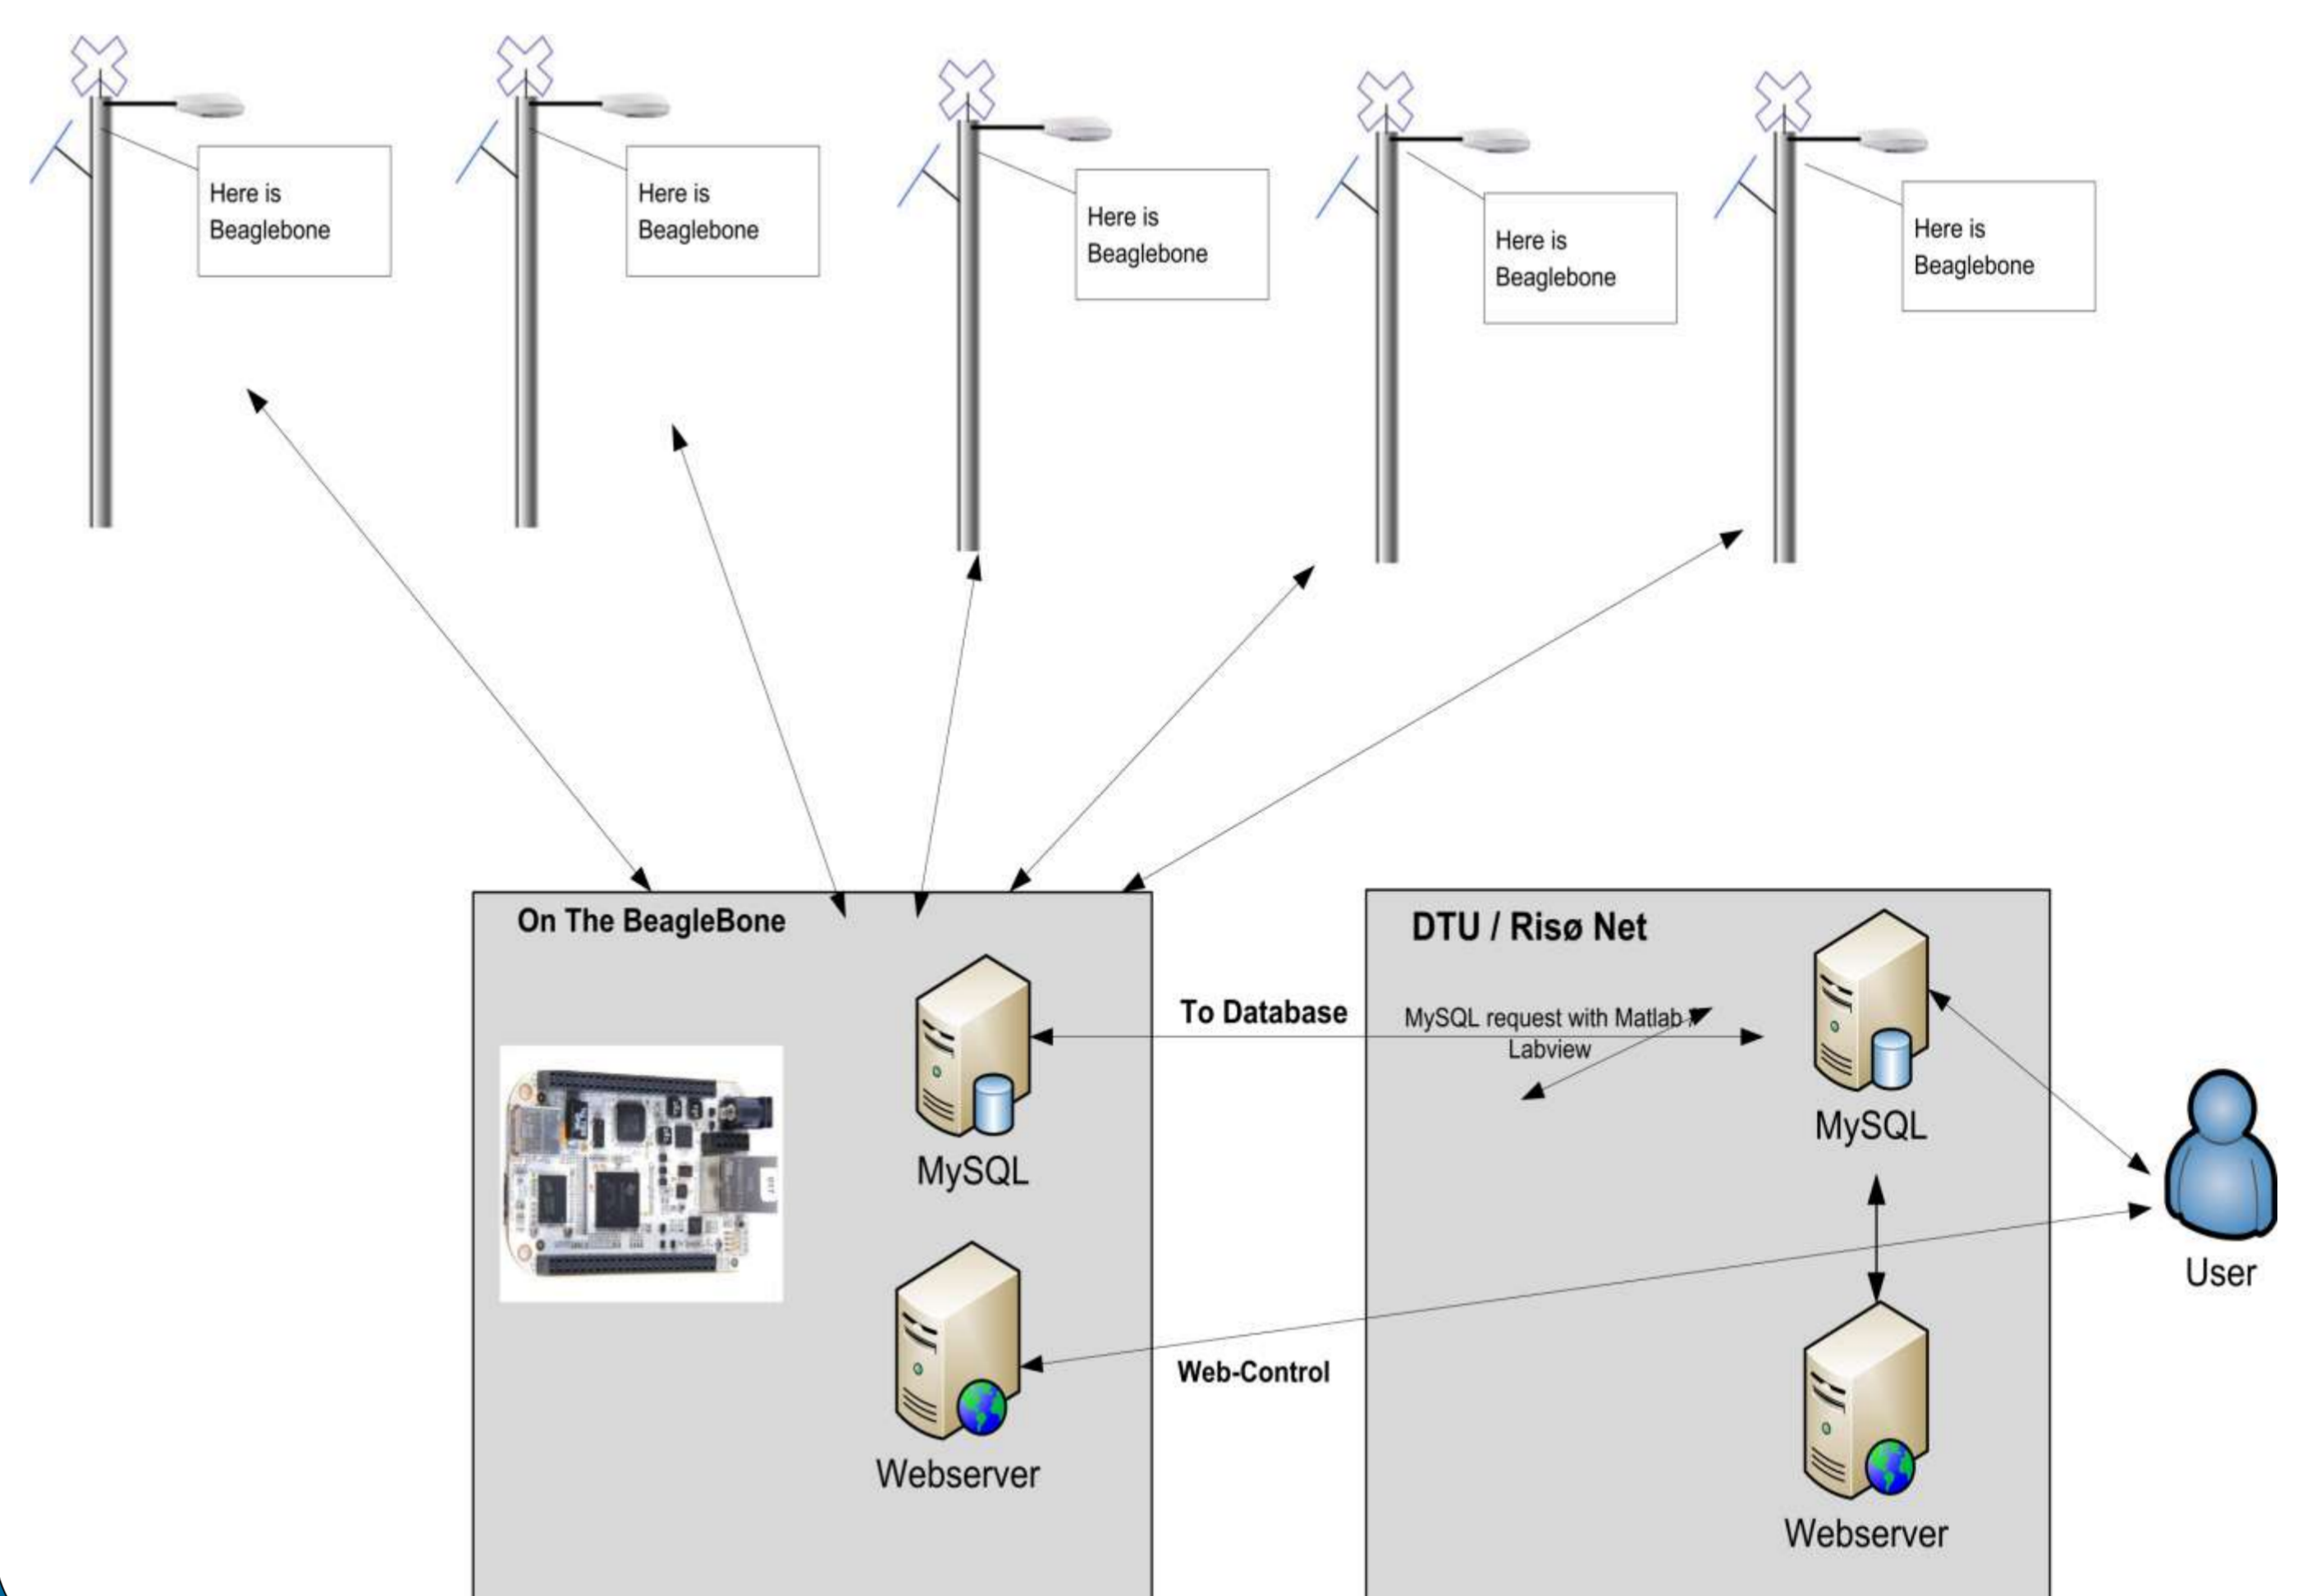 Here is
Beaglebone
Here is
Beaglebone
Here is
Beaglebone
Here is
Beaglebone
Here is
Beaglebone
On The BeagleBone
MySQL
Webserver
To Database
Web-Control
DTU / Risø Net
MySQL request with Matlab /
Labview
MySQL
Webserver
User